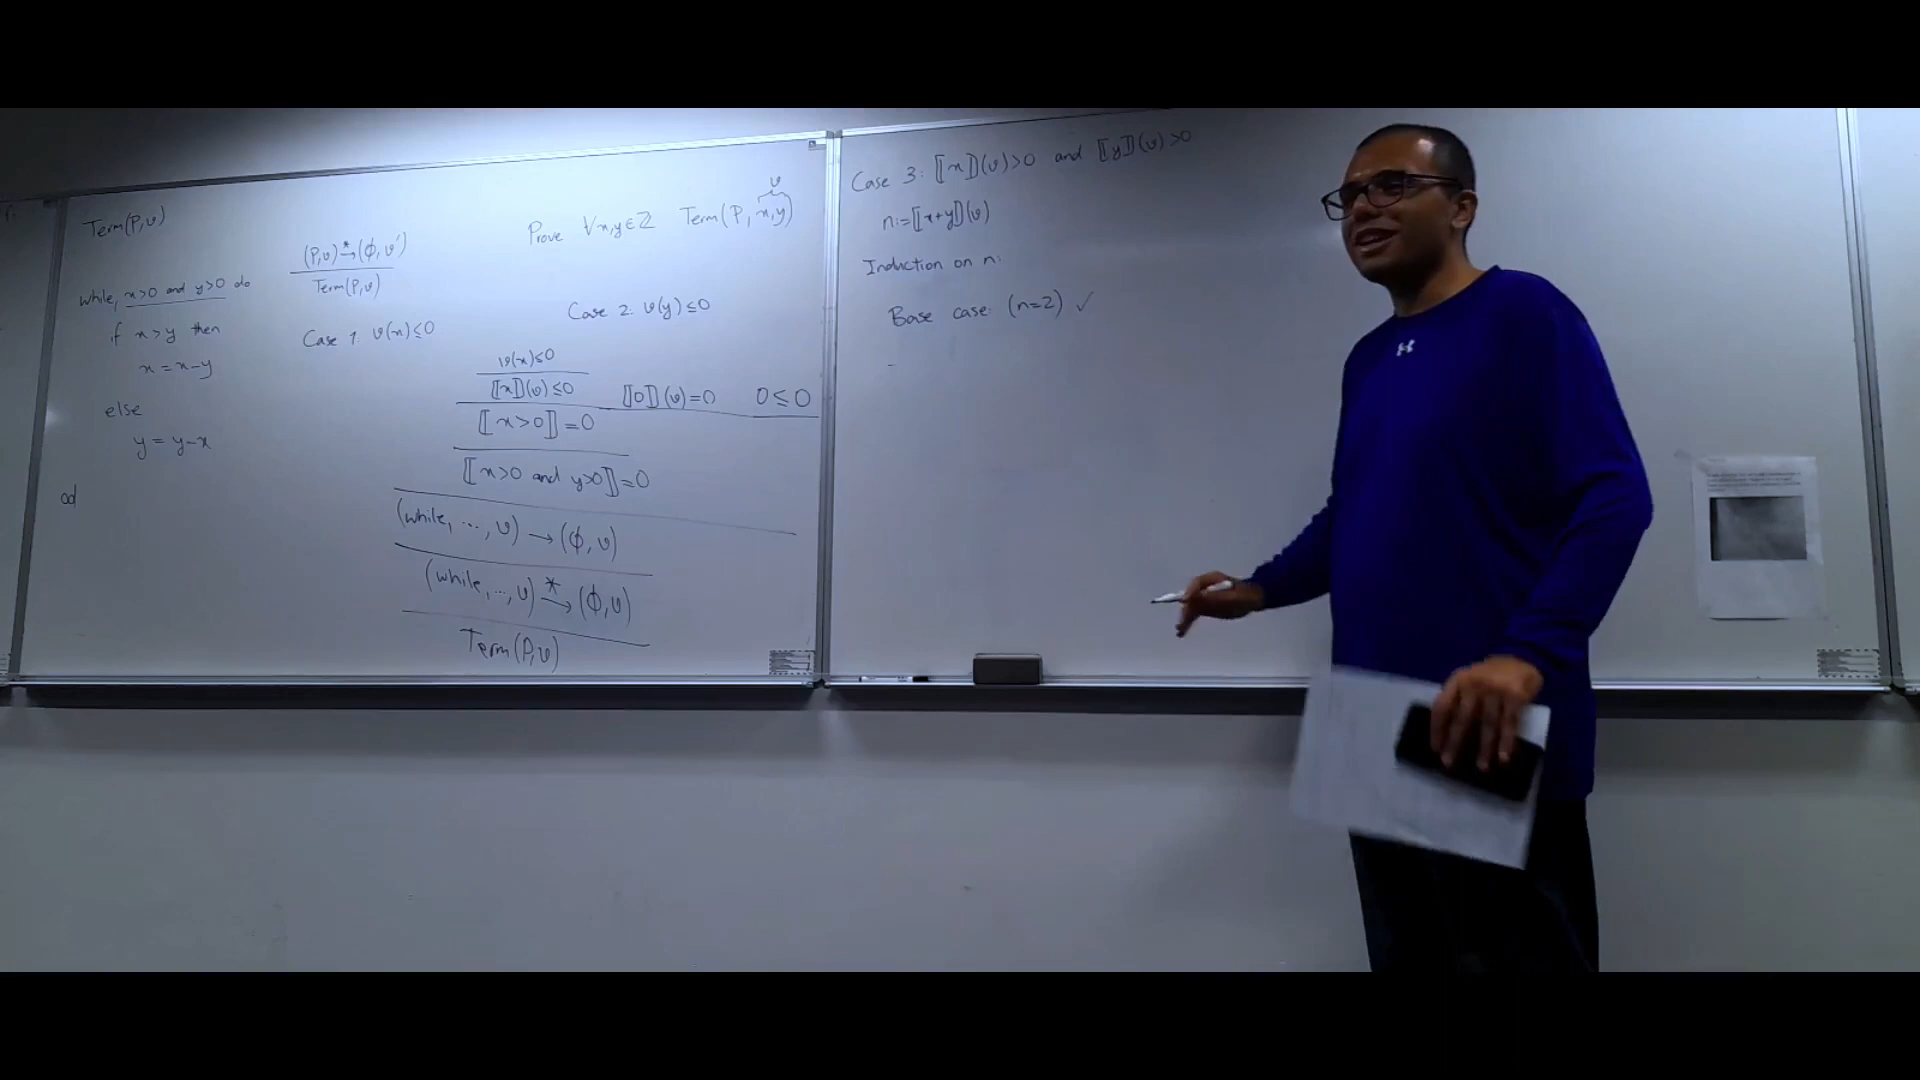 Term(P,υ)
while, x>0 and y>0 do
if x>y then
x = x-y
else
y = y-x
od
(P,υ) →* (ϕ,υ')
Term(P,υ)
Prove ∀x,y∈ℤ Term(P, x,y)
υ
Case 1. υ(x)≤0
Case 2. υ(y)≤0
υ(x)≤0
⟦x⟧(υ)≤0 ⟦0⟧(υ)=0 0≤0
⟦x>0⟧=0
⟦x>0 and y>0⟧=0
(while, ..., υ) → (ϕ,υ)
(while, ..., υ) →* (ϕ,υ)
Term(P,υ)
Case 3: ⟦x⟧(υ)>0 and ⟦y⟧(υ)>0
n:=⟦x+y⟧(υ)
Induction on n:
Base case: (n=2) ✓
-